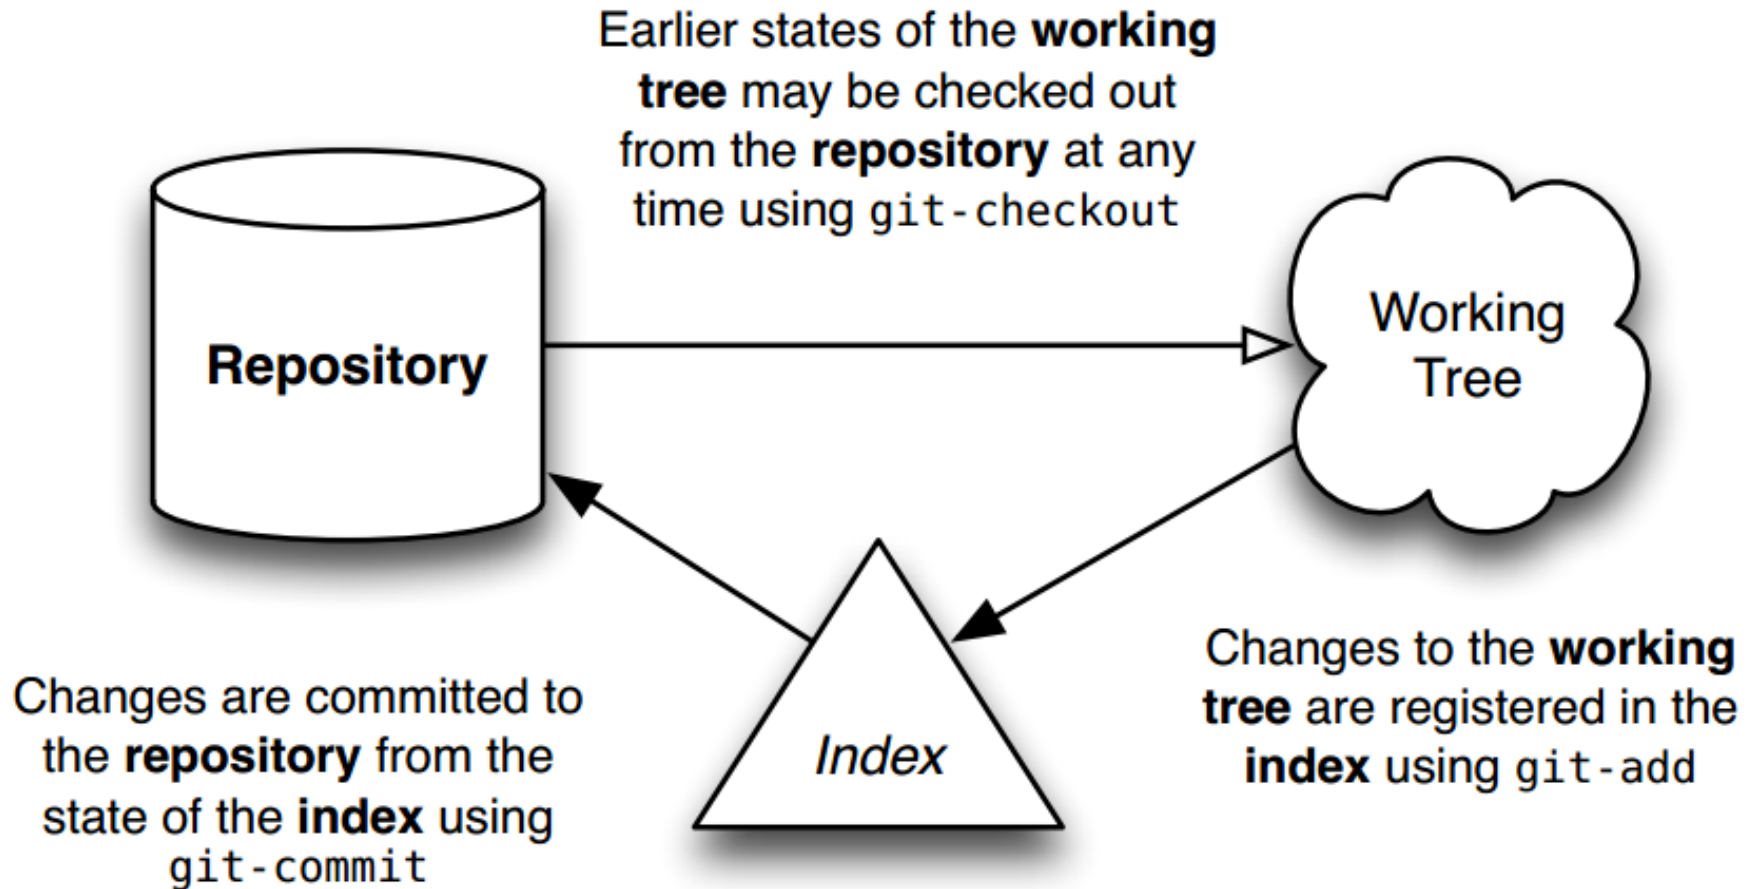 Earlier states of the working
tree may be checked out
from the repository at any
time using git-checkout
Repository
Working
Tree
Index
Changes are committed to
the repository from the
state of the index using
git-commit
Changes to the working
tree are registered in the
index using git-add